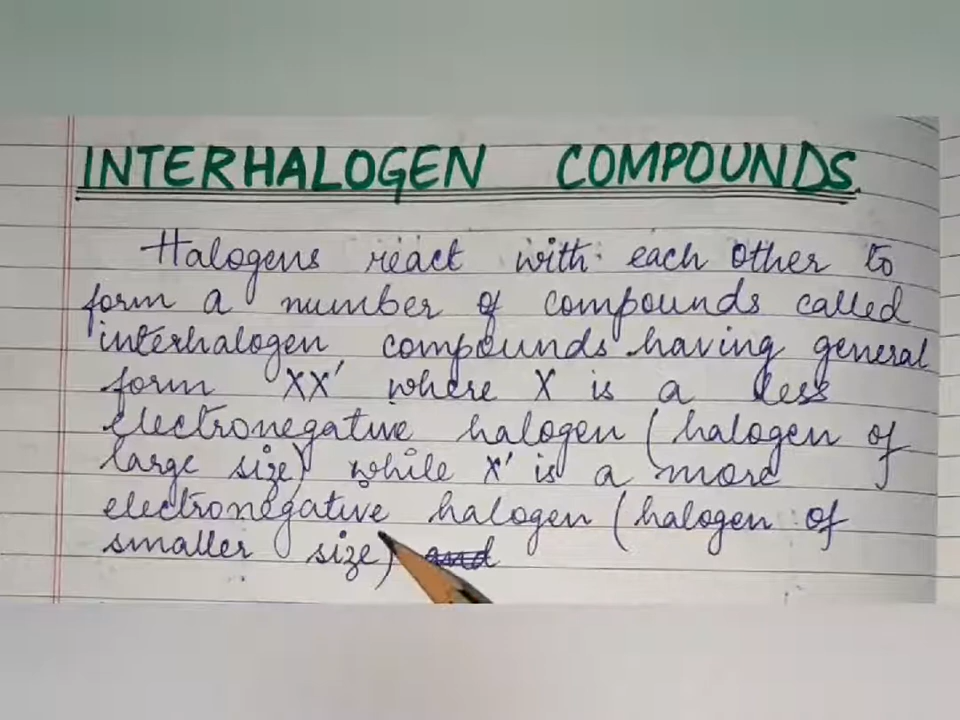 INTERHALOGEN COMPOUNDS
Halogens react with each other to
form a number of compounds called
interhalogen compounds having general
form XX' where X is a less
electronegative halogen (halogen of
large size) while X' is a more
electronegative halogen (halogen of
smaller size) and